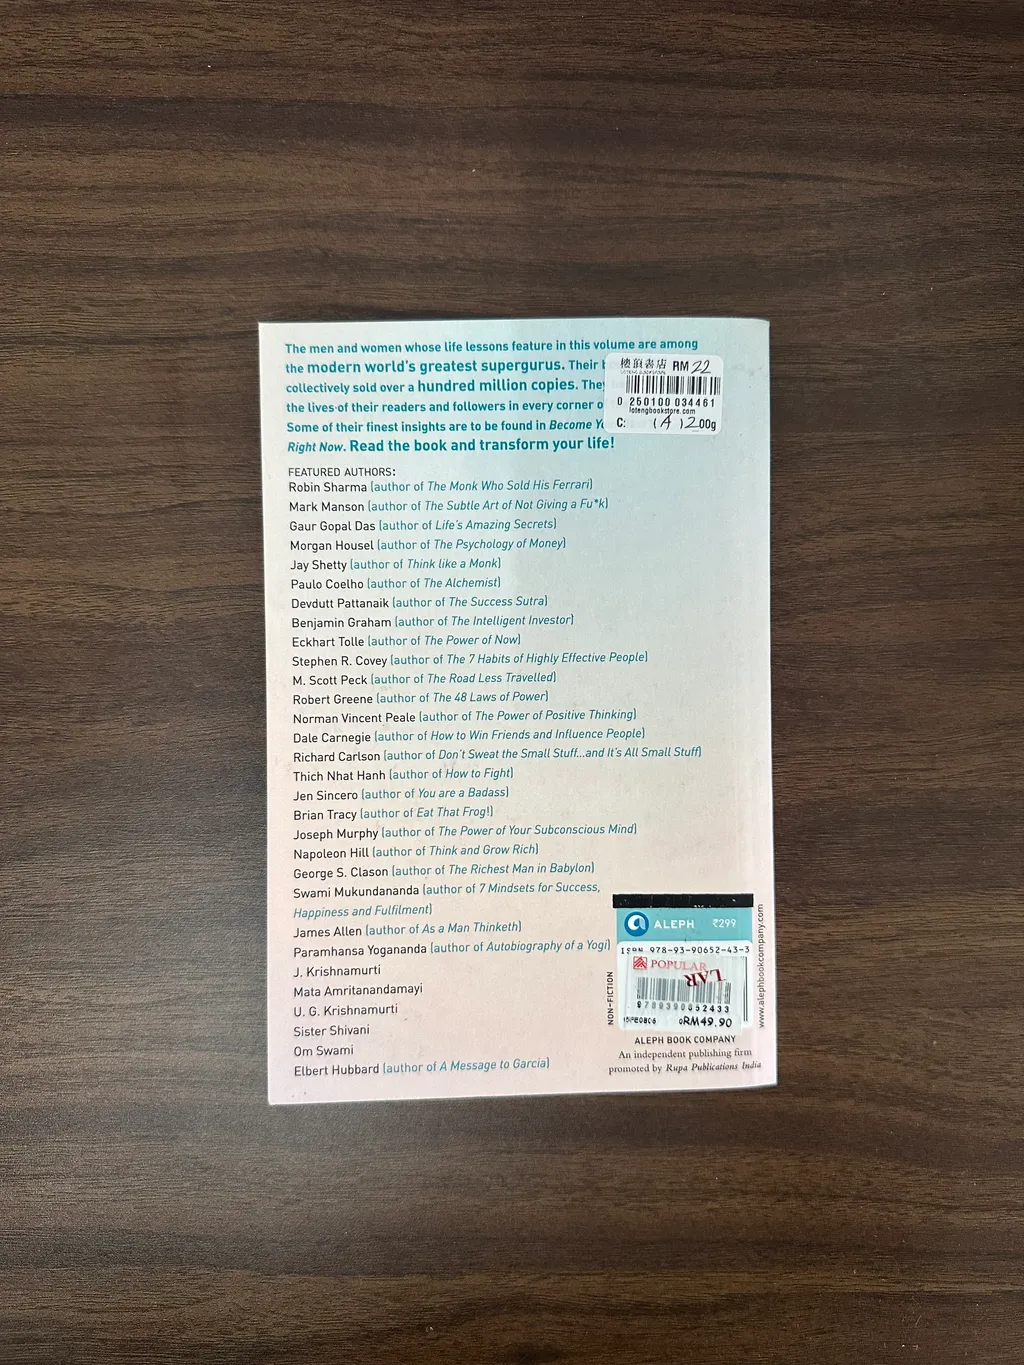 The men and women whose life lessons feature in this volume are among
the modern world's greatest supergurus. Their
collectively sold over a hundred million copies. They
the lives of their readers and followers in every corner
Some of their finest insights are to be found in Become
Right Now. Read the book and transform your life!
樓頂書店 RM 22
0 250100 034461
lotengbookstore.com
C: (A) 200g
FEATURED AUTHORS:
Robin Sharma (author of The Monk Who Sold His Ferrari)
Mark Manson (author of The Subtle Art of Not Giving a Fu*k)
Gaur Gopal Das (author of Life's Amazing Secrets)
Morgan Housel (author of The Psychology of Money)
Jay Shetty (author of Think like a Monk)
Paulo Coelho (author of The Alchemist)
Devdutt Pattanaik (author of The Success Sutra)
Benjamin Graham (author of The Intelligent Investor)
Eckhart Tolle (author of The Power of Now)
Stephen R. Covey (author of The 7 Habits of Highly Effective People)
M. Scott Peck (author of The Road Less Travelled)
Robert Greene (author of The 48 Laws of Power)
Norman Vincent Peale (author of The Power of Positive Thinking)
Dale Carnegie (author of How to Win Friends and Influence People)
Richard Carlson (author of Don't Sweat the Small Stuff...and It's All Small Stuff)
Thich Nhat Hanh (author of How to Fight)
Jen Sincero (author of You are a Badass)
Brian Tracy (author of Eat That Frog!)
Joseph Murphy (author of The Power of Your Subconscious Mind)
Napoleon Hill (author of Think and Grow Rich)
George S. Clason (author of The Richest Man in Babylon)
Swami Mukundananda (author of 7 Mindsets for Success,
Happiness and Fulfilment)
James Allen (author of As a Man Thinketh)
Paramhansa Yogananda (author of Autobiography of a Yogi)
J. Krishnamurti
Mata Amritanandamayi
U. G. Krishnamurti
Sister Shivani
Om Swami
Elbert Hubbard (author of A Message to Garcia)
ALEPH ₹299
ISBN 978-93-90652-43-3
POPULAR
LAR
9789390652433
RM49.90
NON-FICTION
www.alephbookcompany.com
ALEPH BOOK COMPANY
An independent publishing firm
promoted by Rupa Publications India